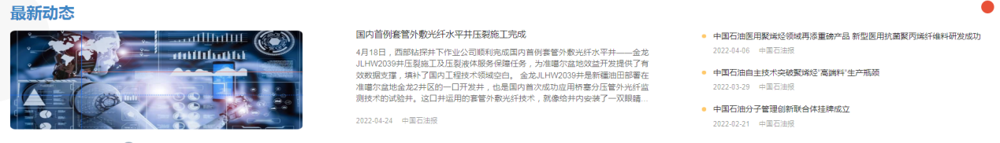 最新动态
国内首例套管外敷光纤水平井压裂施工完成
4月18日，西部钻探井下作业公司顺利完成国内首例套管外敷光纤水平井——金龙
JLHW2039井压裂施工及压裂液体服务保障任务，为准噶尔盆地效益开发提供了有
效数据支撑，填补了国内工程技术领域空白。 金龙JLHW2039井是新疆油田部署在
准噶尔盆地金龙2井区的一口开发井，也是国内首次成功应用桥塞分压管外光纤监
测技术的试验井。这口井运用的套管外敷光纤技术，就像给井内安装了一双眼睛...
2022-04-24 中国石油报
中国石油医用聚烯烃领域再添重磅产品 新型医用抗菌聚丙烯纤维料研发成功
2022-04-06 中国石油报
中国石油自主技术突破聚烯烃“高端料”生产瓶颈
2022-03-29 中国石油报
中国石油分子管理创新联合体挂牌成立
2022-02-21 中国石油报